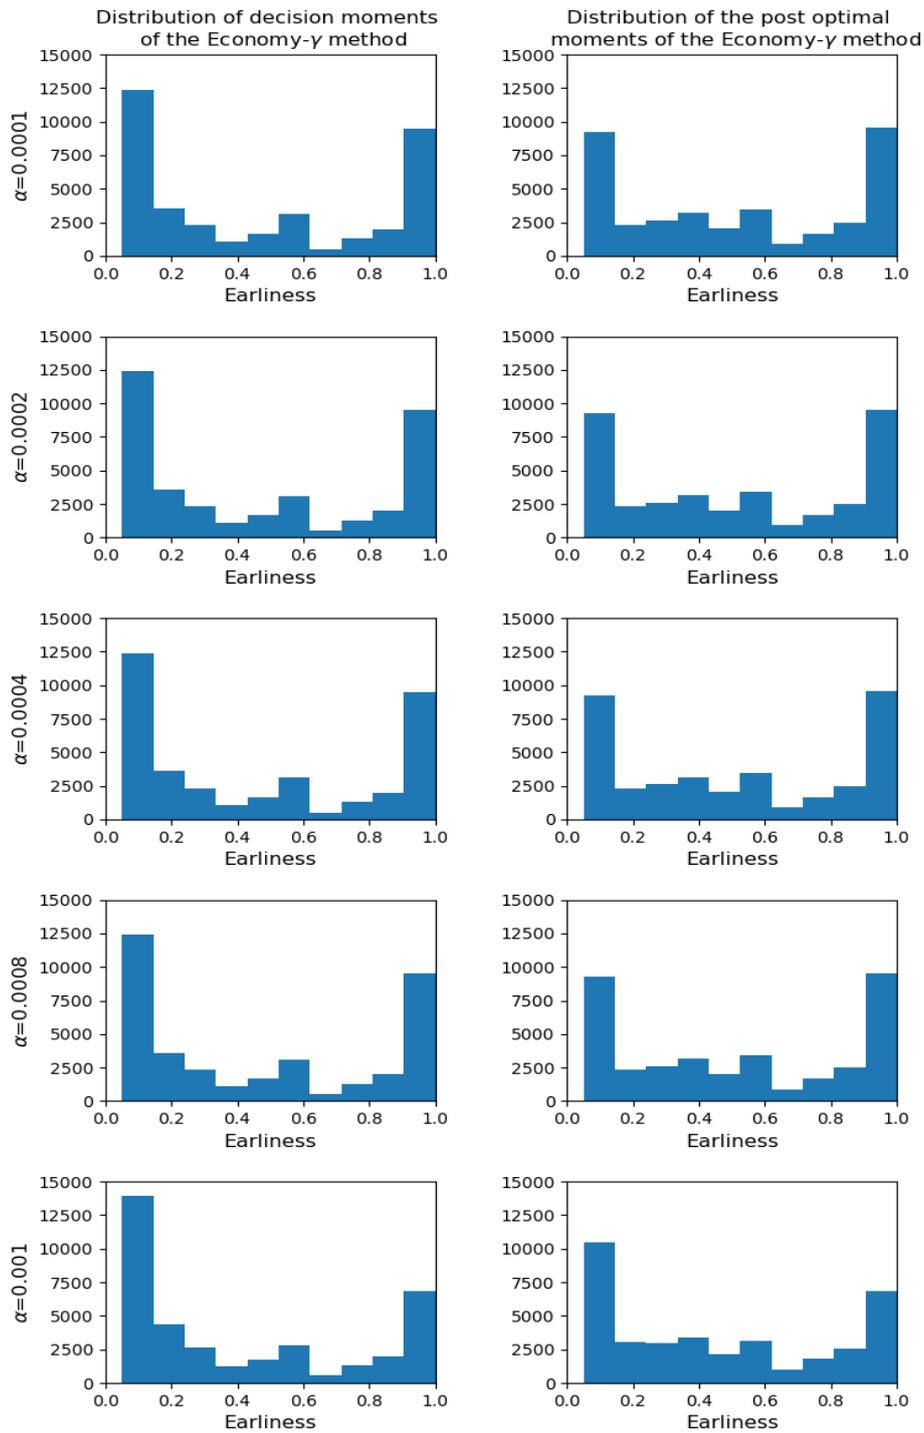 Distribution of decision moments
of the Economy-γ method
Distribution of the post optimal
moments of the Economy-γ method
α=0.0001
15000
12500
10000
7500
5000
2500
0
0.0 0.2 0.4 0.6 0.8 1.0
Earliness
15000
12500
10000
7500
5000
2500
0
0.0 0.2 0.4 0.6 0.8 1.0
Earliness
α=0.0002
15000
12500
10000
7500
5000
2500
0
0.0 0.2 0.4 0.6 0.8 1.0
Earliness
15000
12500
10000
7500
5000
2500
0
0.0 0.2 0.4 0.6 0.8 1.0
Earliness
α=0.0004
15000
12500
10000
7500
5000
2500
0
0.0 0.2 0.4 0.6 0.8 1.0
Earliness
15000
12500
10000
7500
5000
2500
0
0.0 0.2 0.4 0.6 0.8 1.0
Earliness
α=0.0008
15000
12500
10000
7500
5000
2500
0
0.0 0.2 0.4 0.6 0.8 1.0
Earliness
15000
12500
10000
7500
5000
2500
0
0.0 0.2 0.4 0.6 0.8 1.0
Earliness
α=0.001
15000
12500
10000
7500
5000
2500
0
0.0 0.2 0.4 0.6 0.8 1.0
Earliness
15000
12500
10000
7500
5000
2500
0
0.0 0.2 0.4 0.6 0.8 1.0
Earliness